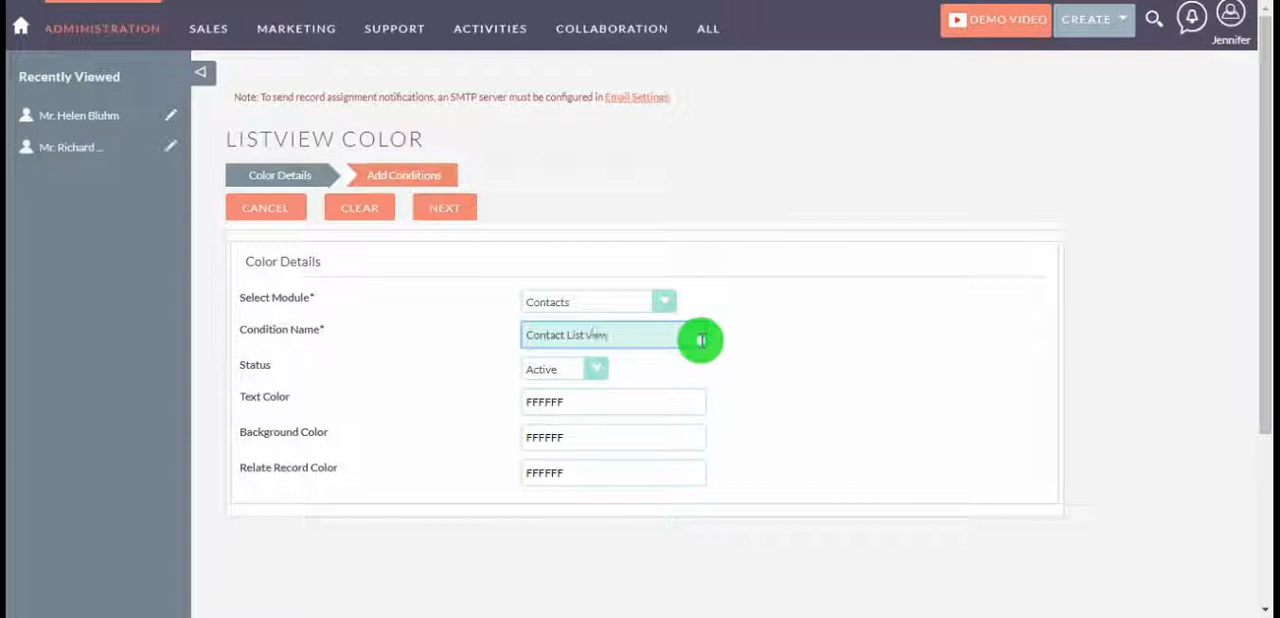 ADMINISTRATION SALES MARKETING SUPPORT ACTIVITIES COLLABORATION ALL DEMO VIDEO CREATE
Jennifer
Recently Viewed
Mr. Helen Bluhm
Mr. Richard ...
Note: To send record assignment notifications, an SMTP server must be configured in Email Settings.
LISTVIEW COLOR
Color Details Add Conditions
CANCEL CLEAR NEXT
Color Details
Select Module* Contacts
Condition Name* Contact List View
Status Active
Text Color FFFFFF
Background Color FFFFFF
Relate Record Color FFFFFF